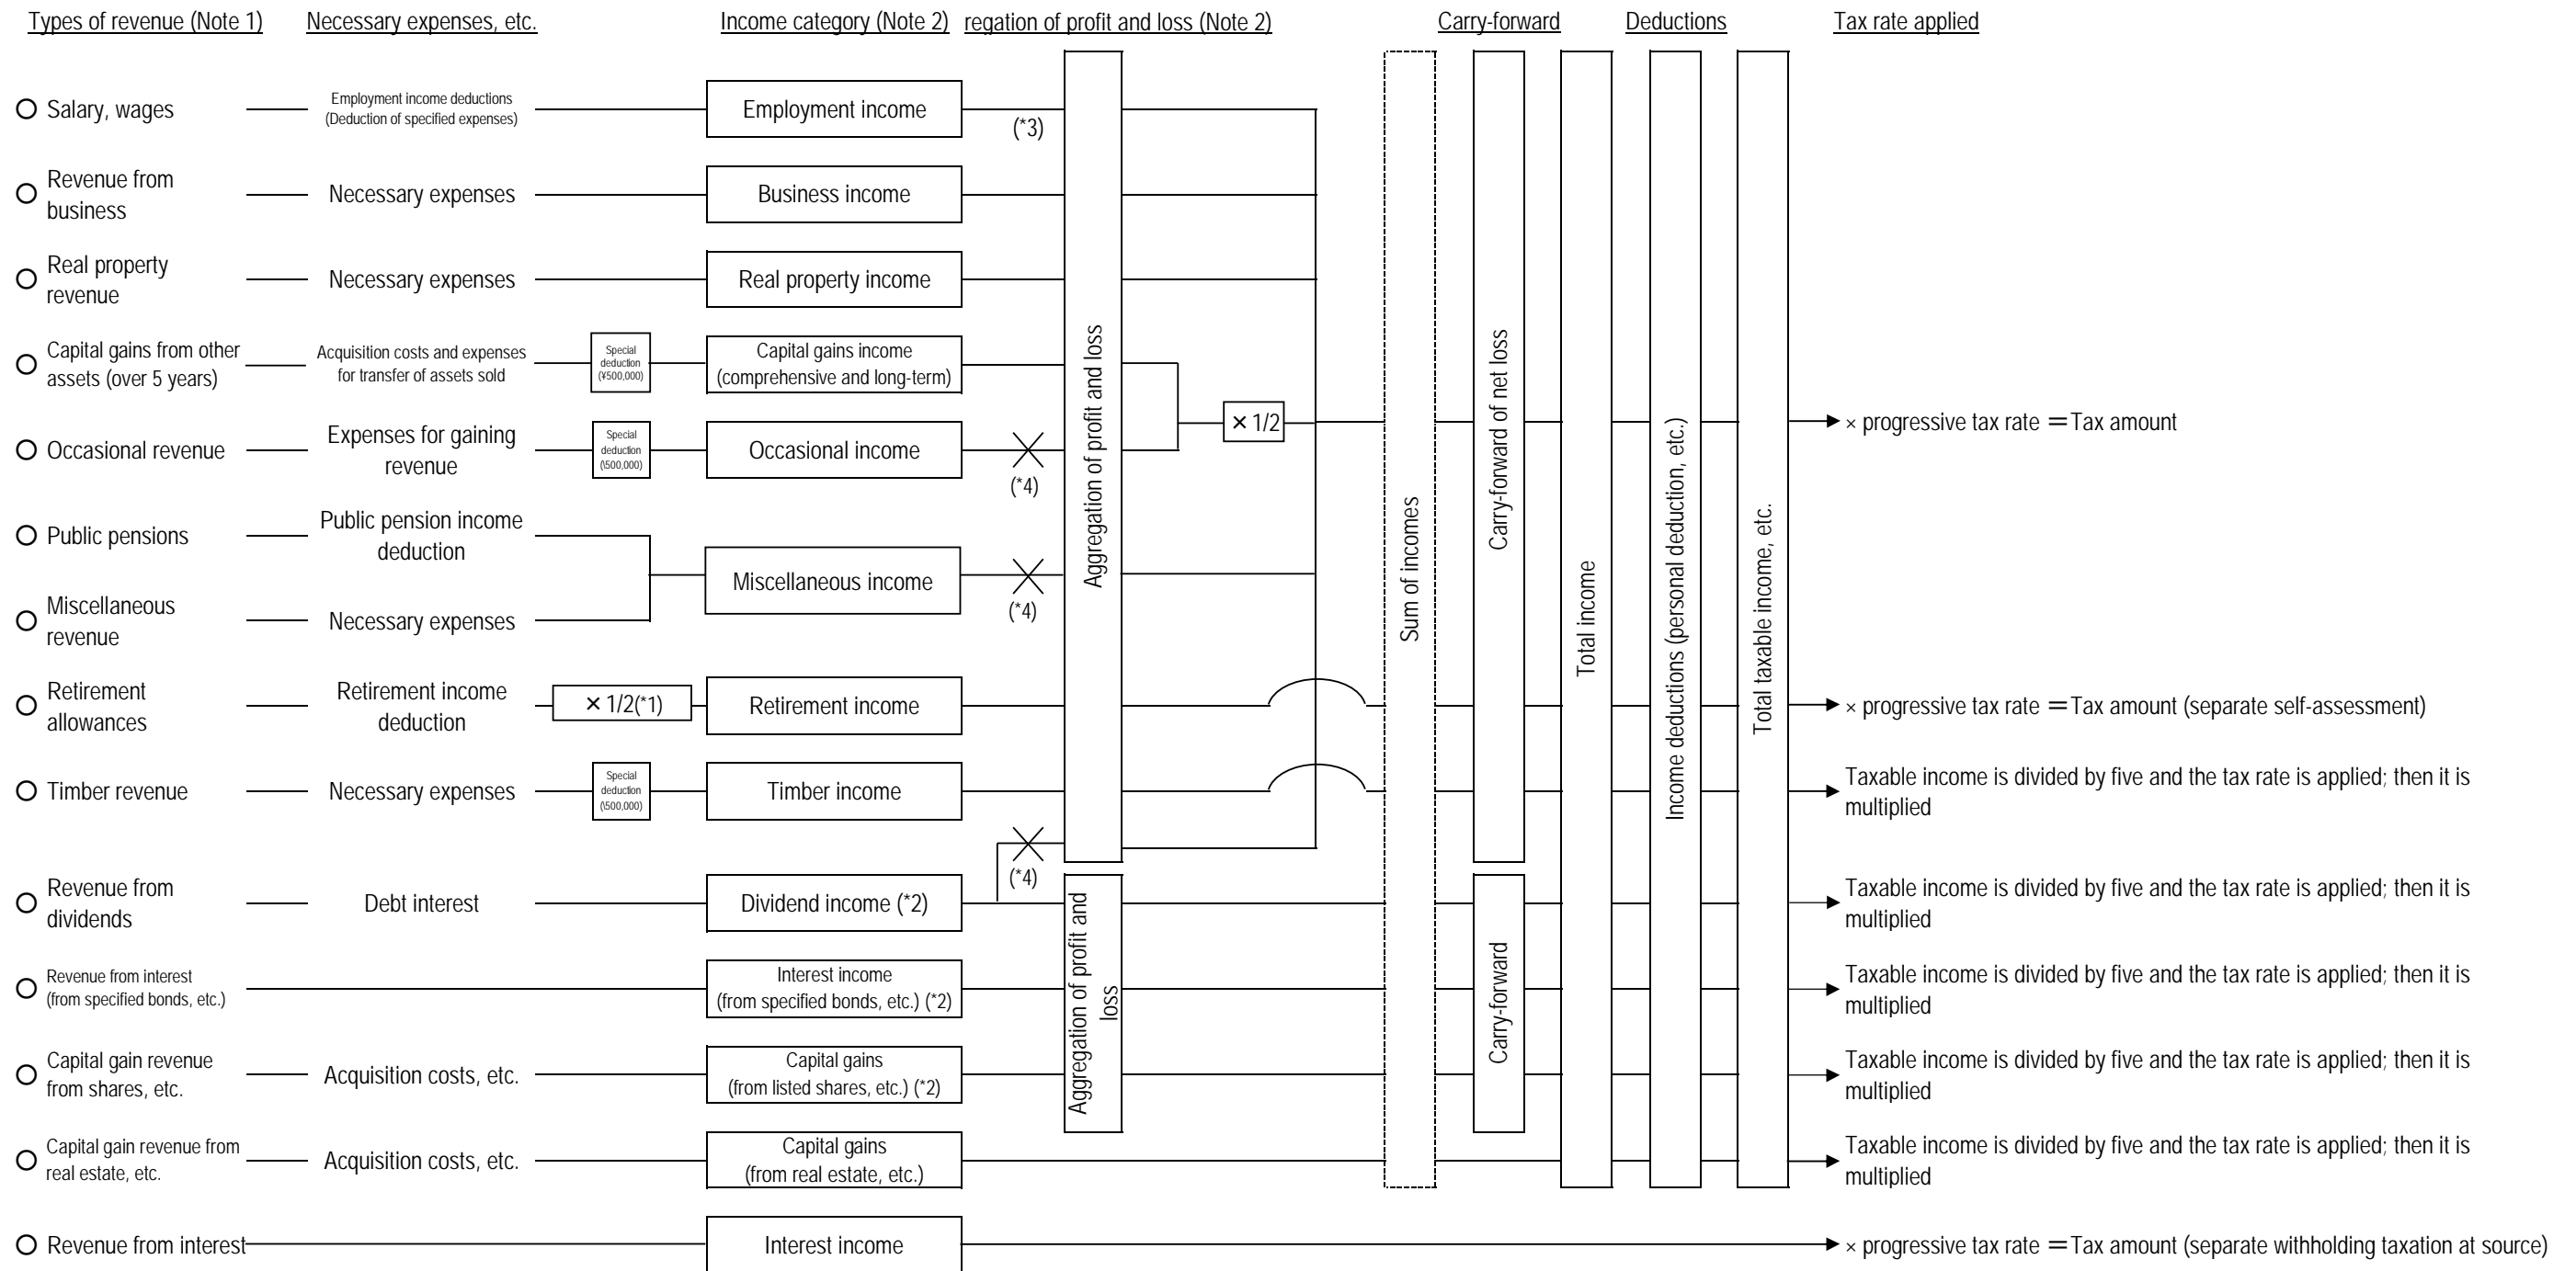 Types of revenue (Note 1)
Necessary expenses, etc.
Income category (Note 2)
regation of profit and loss (Note 2)
Carry-forward
Deductions
Tax rate applied
Salary, wages
Employment income deductions
(Deduction of specified expenses)
Employment income
(*3)
Revenue from
business
Necessary expenses
Business income
Real property
revenue
Necessary expenses
Real property income
Capital gains from other
assets (over 5 years)
Acquisition costs and expenses
for transfer of assets sold
Special
deduction
(¥500,000)
Capital gains income
(comprehensive and long-term)
Occasional revenue
Expenses for gaining
revenue
Special
deduction
(\500,000)
Occasional income
(*4)
× 1/2
× progressive tax rate ＝Tax amount
Public pensions
Public pension income
deduction
Miscellaneous income
(*4)
Miscellaneous
revenue
Necessary expenses
Retirement
allowances
Retirement income
deduction
× 1/2(*1)
Retirement income
× progressive tax rate ＝Tax amount (separate self-assessment)
Timber revenue
Necessary expenses
Special
deduction
(\500,000)
Timber income
Taxable income is divided by five and the tax rate is applied; then it is
multiplied
(*4)
Revenue from
dividends
Debt interest
Dividend income (*2)
Taxable income is divided by five and the tax rate is applied; then it is
multiplied
Revenue from interest
(from specified bonds, etc.)
Interest income
(from specified bonds, etc.) (*2)
Taxable income is divided by five and the tax rate is applied; then it is
multiplied
Capital gain revenue
from shares, etc.
Acquisition costs, etc.
Capital gains
(from listed shares, etc.) (*2)
Taxable income is divided by five and the tax rate is applied; then it is
multiplied
Capital gain revenue from
real estate, etc.
Acquisition costs, etc.
Capital gains
(from real estate, etc.)
Taxable income is divided by five and the tax rate is applied; then it is
multiplied
Revenue from interest
Interest income
× progressive tax rate ＝Tax amount (separate withholding taxation at source)
Aggregation of profit and loss
Aggregation of profit and
loss
Sum of incomes
Carry-forward of net loss
Carry-forward
Total income
Income deductions (personal deduction, etc.)
Total taxable income, etc.